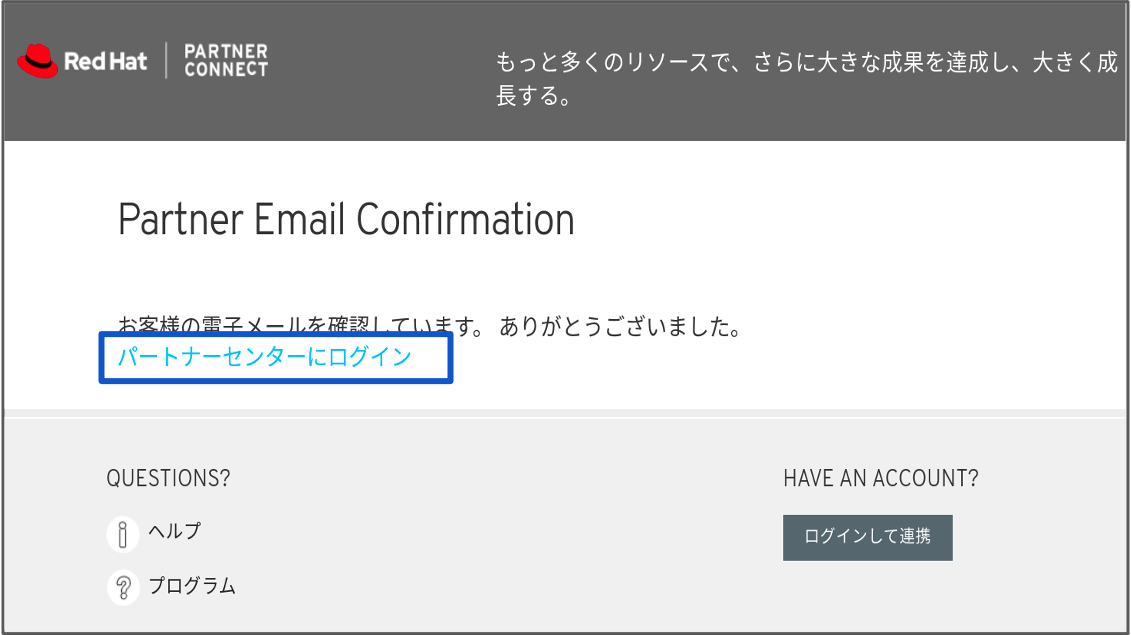 Red Hat
PARTNER
CONNECT
もっと多くのリソースで、さらに大きな成果を達成し、大きく成
長する。
Partner Email Confirmation
お客様の電子メールを確認しています。 ありがとうございました。
パートナーセンターにログイン
QUESTIONS?
ヘルプ
プログラム
HAVE AN ACCOUNT?
ログインして連携